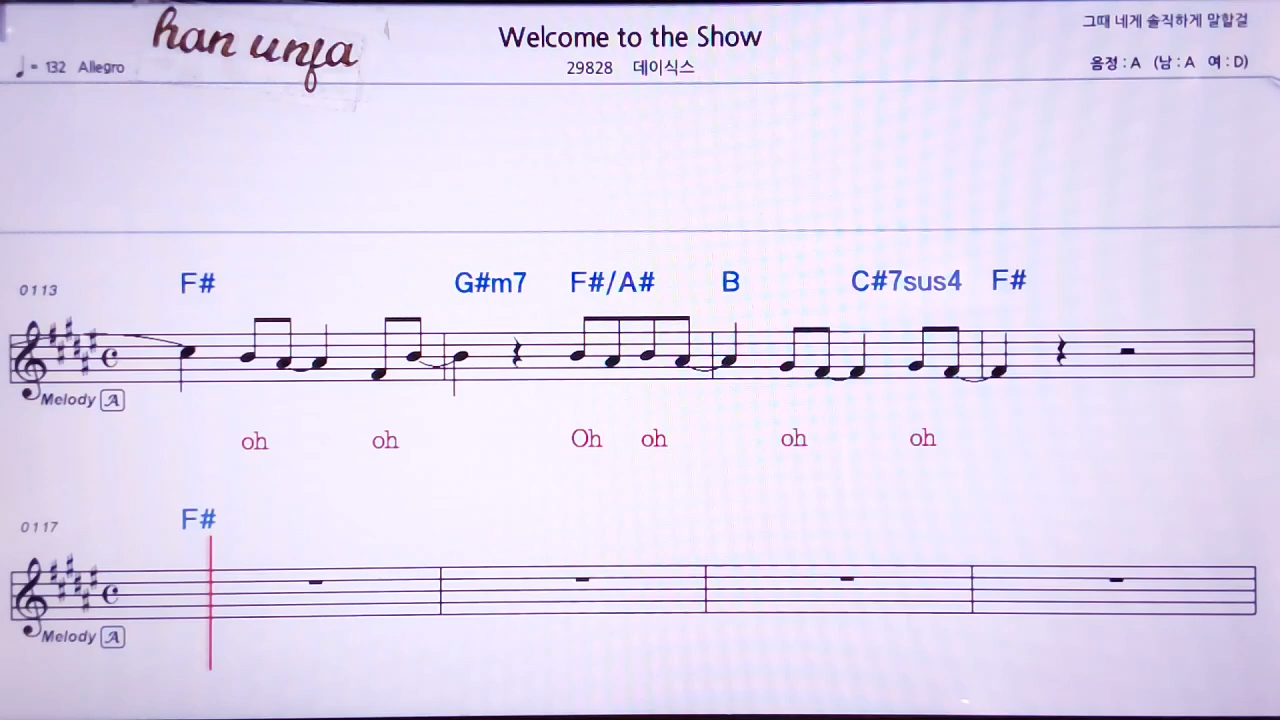 han unja
Welcome to the Show
그때 네게 솔직하게 말할걸
♩= 132 Allegro
29828 데이식스
음정 : A (남 : A 여 : D)
F# G#m7 F#/A# B C#7sus4 F#
0113
Melody A
oh oh Oh oh oh oh
F#
0117
Melody A